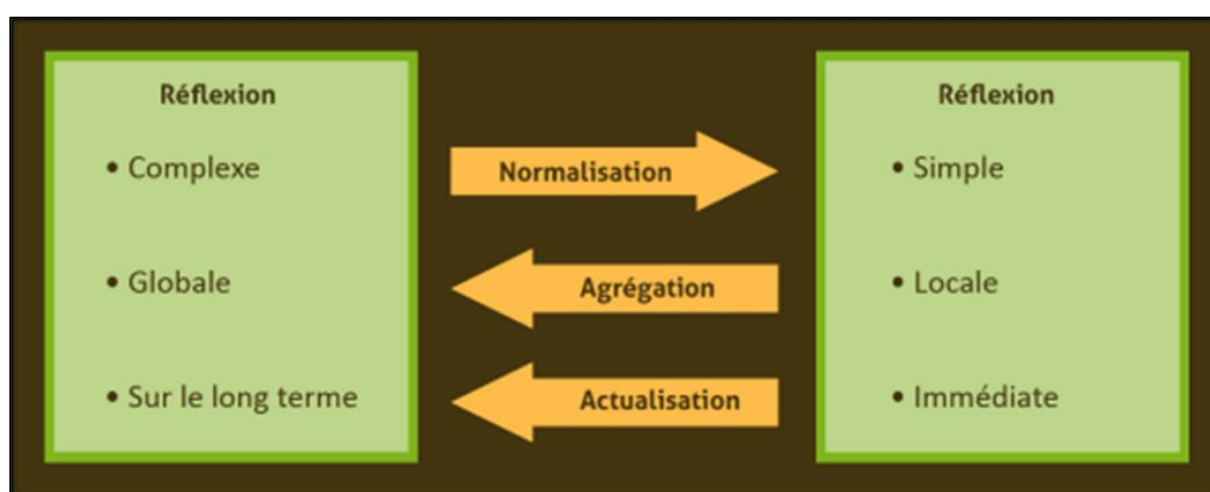 Réflexion
• Complexe
• Globale
• Sur le long terme
Normalisation
Agrégation
Actualisation
Réflexion
• Simple
• Locale
• Immédiate